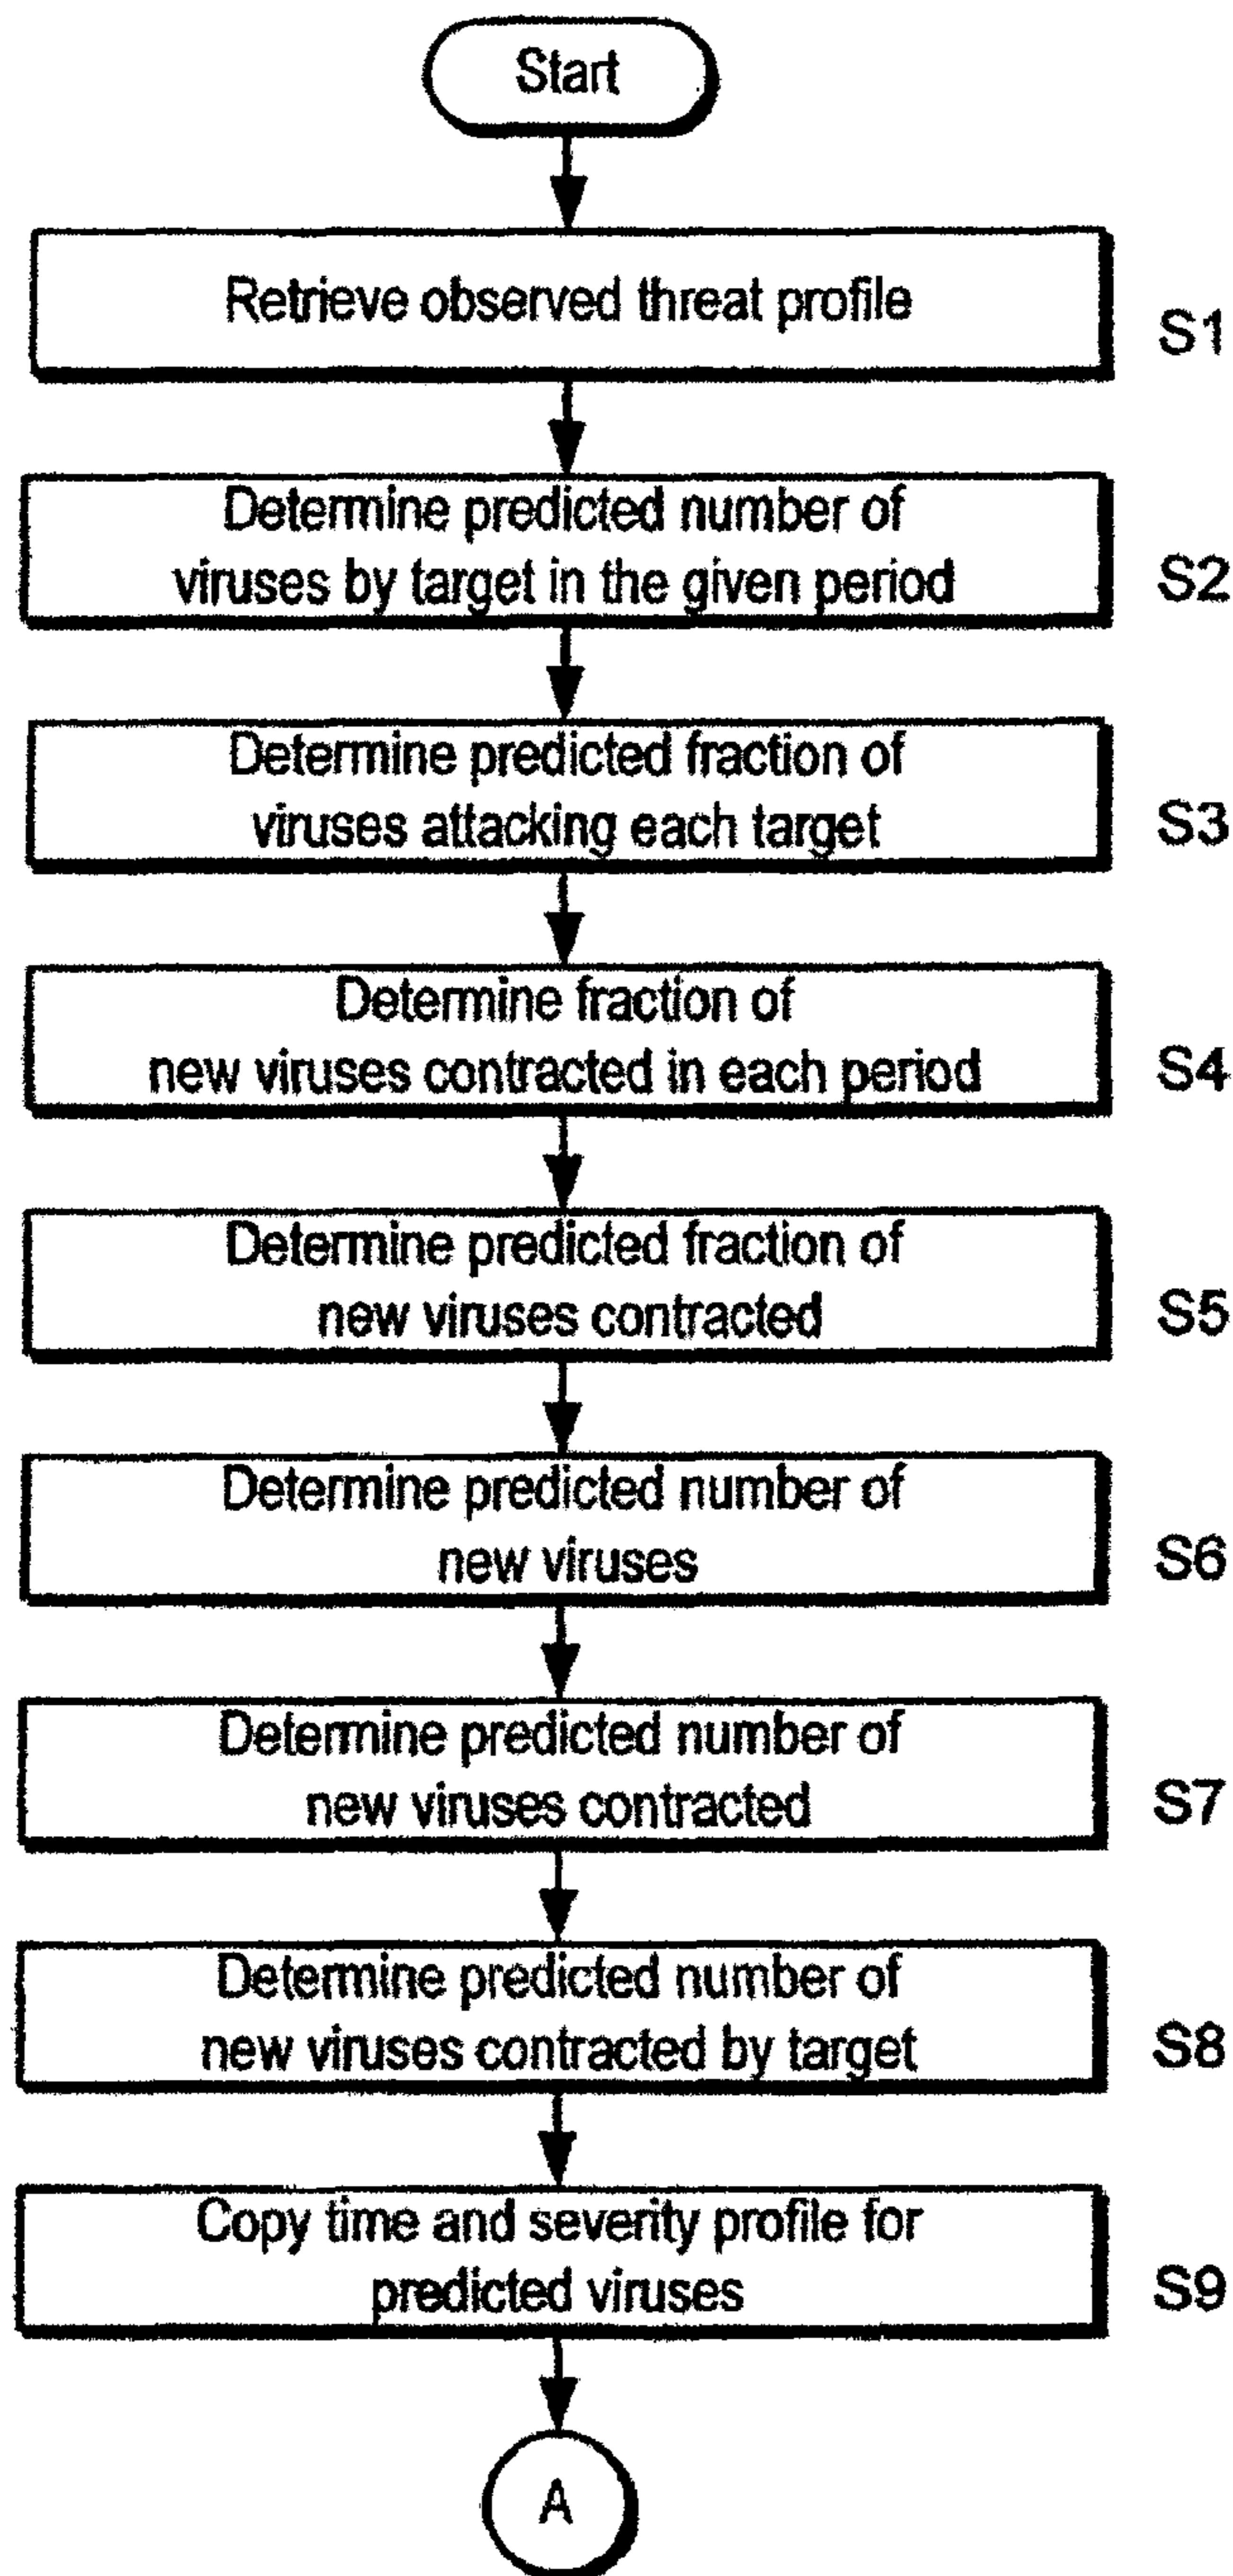 Start
Retrieve observed threat profile
S1
Determine predicted number of
viruses by target in the given period
S2
Determine predicted fraction of
viruses attacking each target
S3
Determine fraction of
new viruses contracted in each period
S4
Determine predicted fraction of
new viruses contracted
S5
Determine predicted number of
new viruses
S6
Determine predicted number of
new viruses contracted
S7
Determine predicted number of
new viruses contracted by target
S8
Copy time and severity profile for
predicted viruses
S9
A